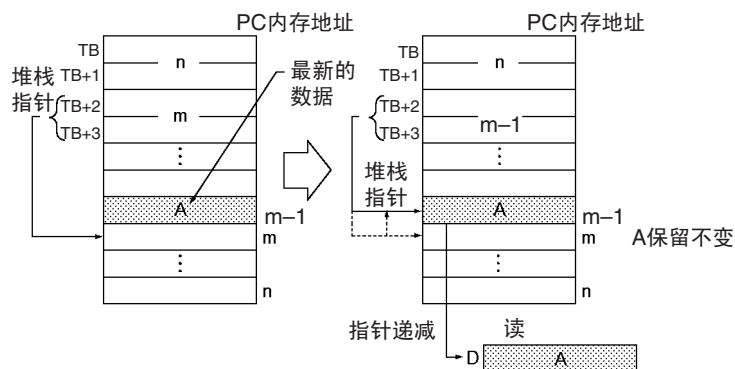 PC内存地址
TB
TB+1
n
堆栈
指针
TB+2
TB+3
m
最新的
数据
⋮
A
m–1
m
⋮
n
PC内存地址
TB
TB+1
n
TB+2
TB+3
m–1
⋮
堆栈
指针
A
m–1
m
A保留不变
⋮
n
指针递减
读
D
A